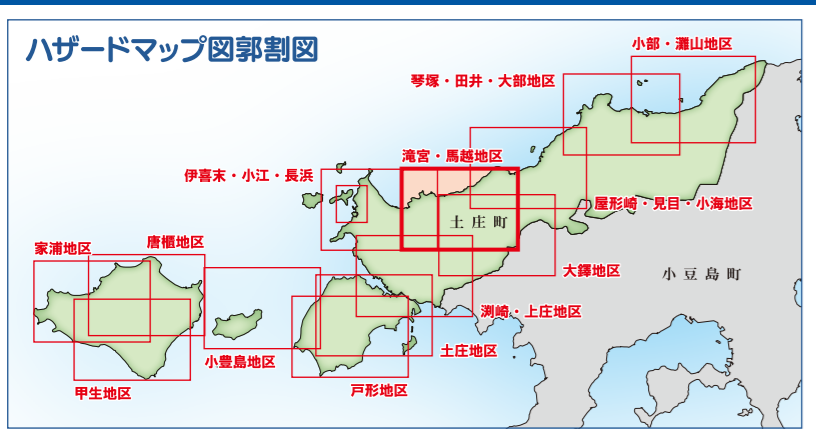 ハザードマップ図郭割図
小部・灘山地区
琴塚・田井・大部地区
滝宮・馬越地区
伊喜末・小江・長浜
屋形崎・見目・小海地区
土庄町
家浦地区
唐櫃地区
大鐸地区
小豆島町
渕崎・上庄地区
土庄地区
小豊島地区
戸形地区
甲生地区